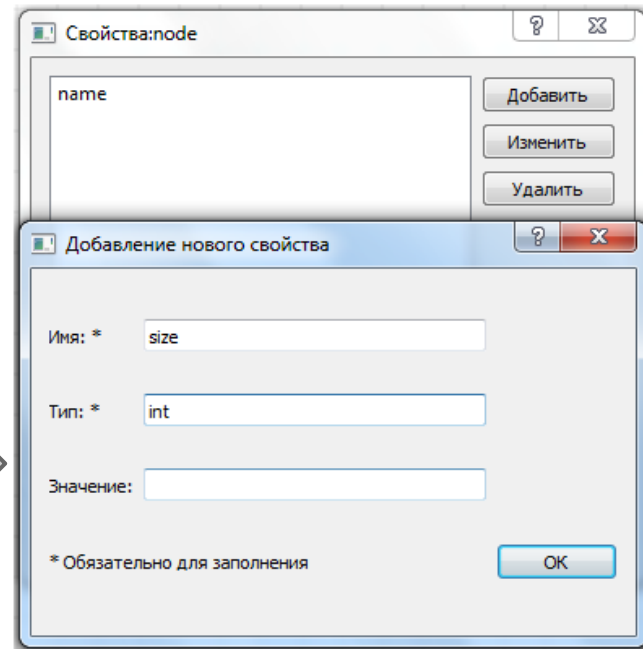 Свойства:node
name
Добавить
Изменить
Удалить
Добавление нового свойства
Имя: * size
Тип: * int
Значение:
* Обязательно для заполнения OK